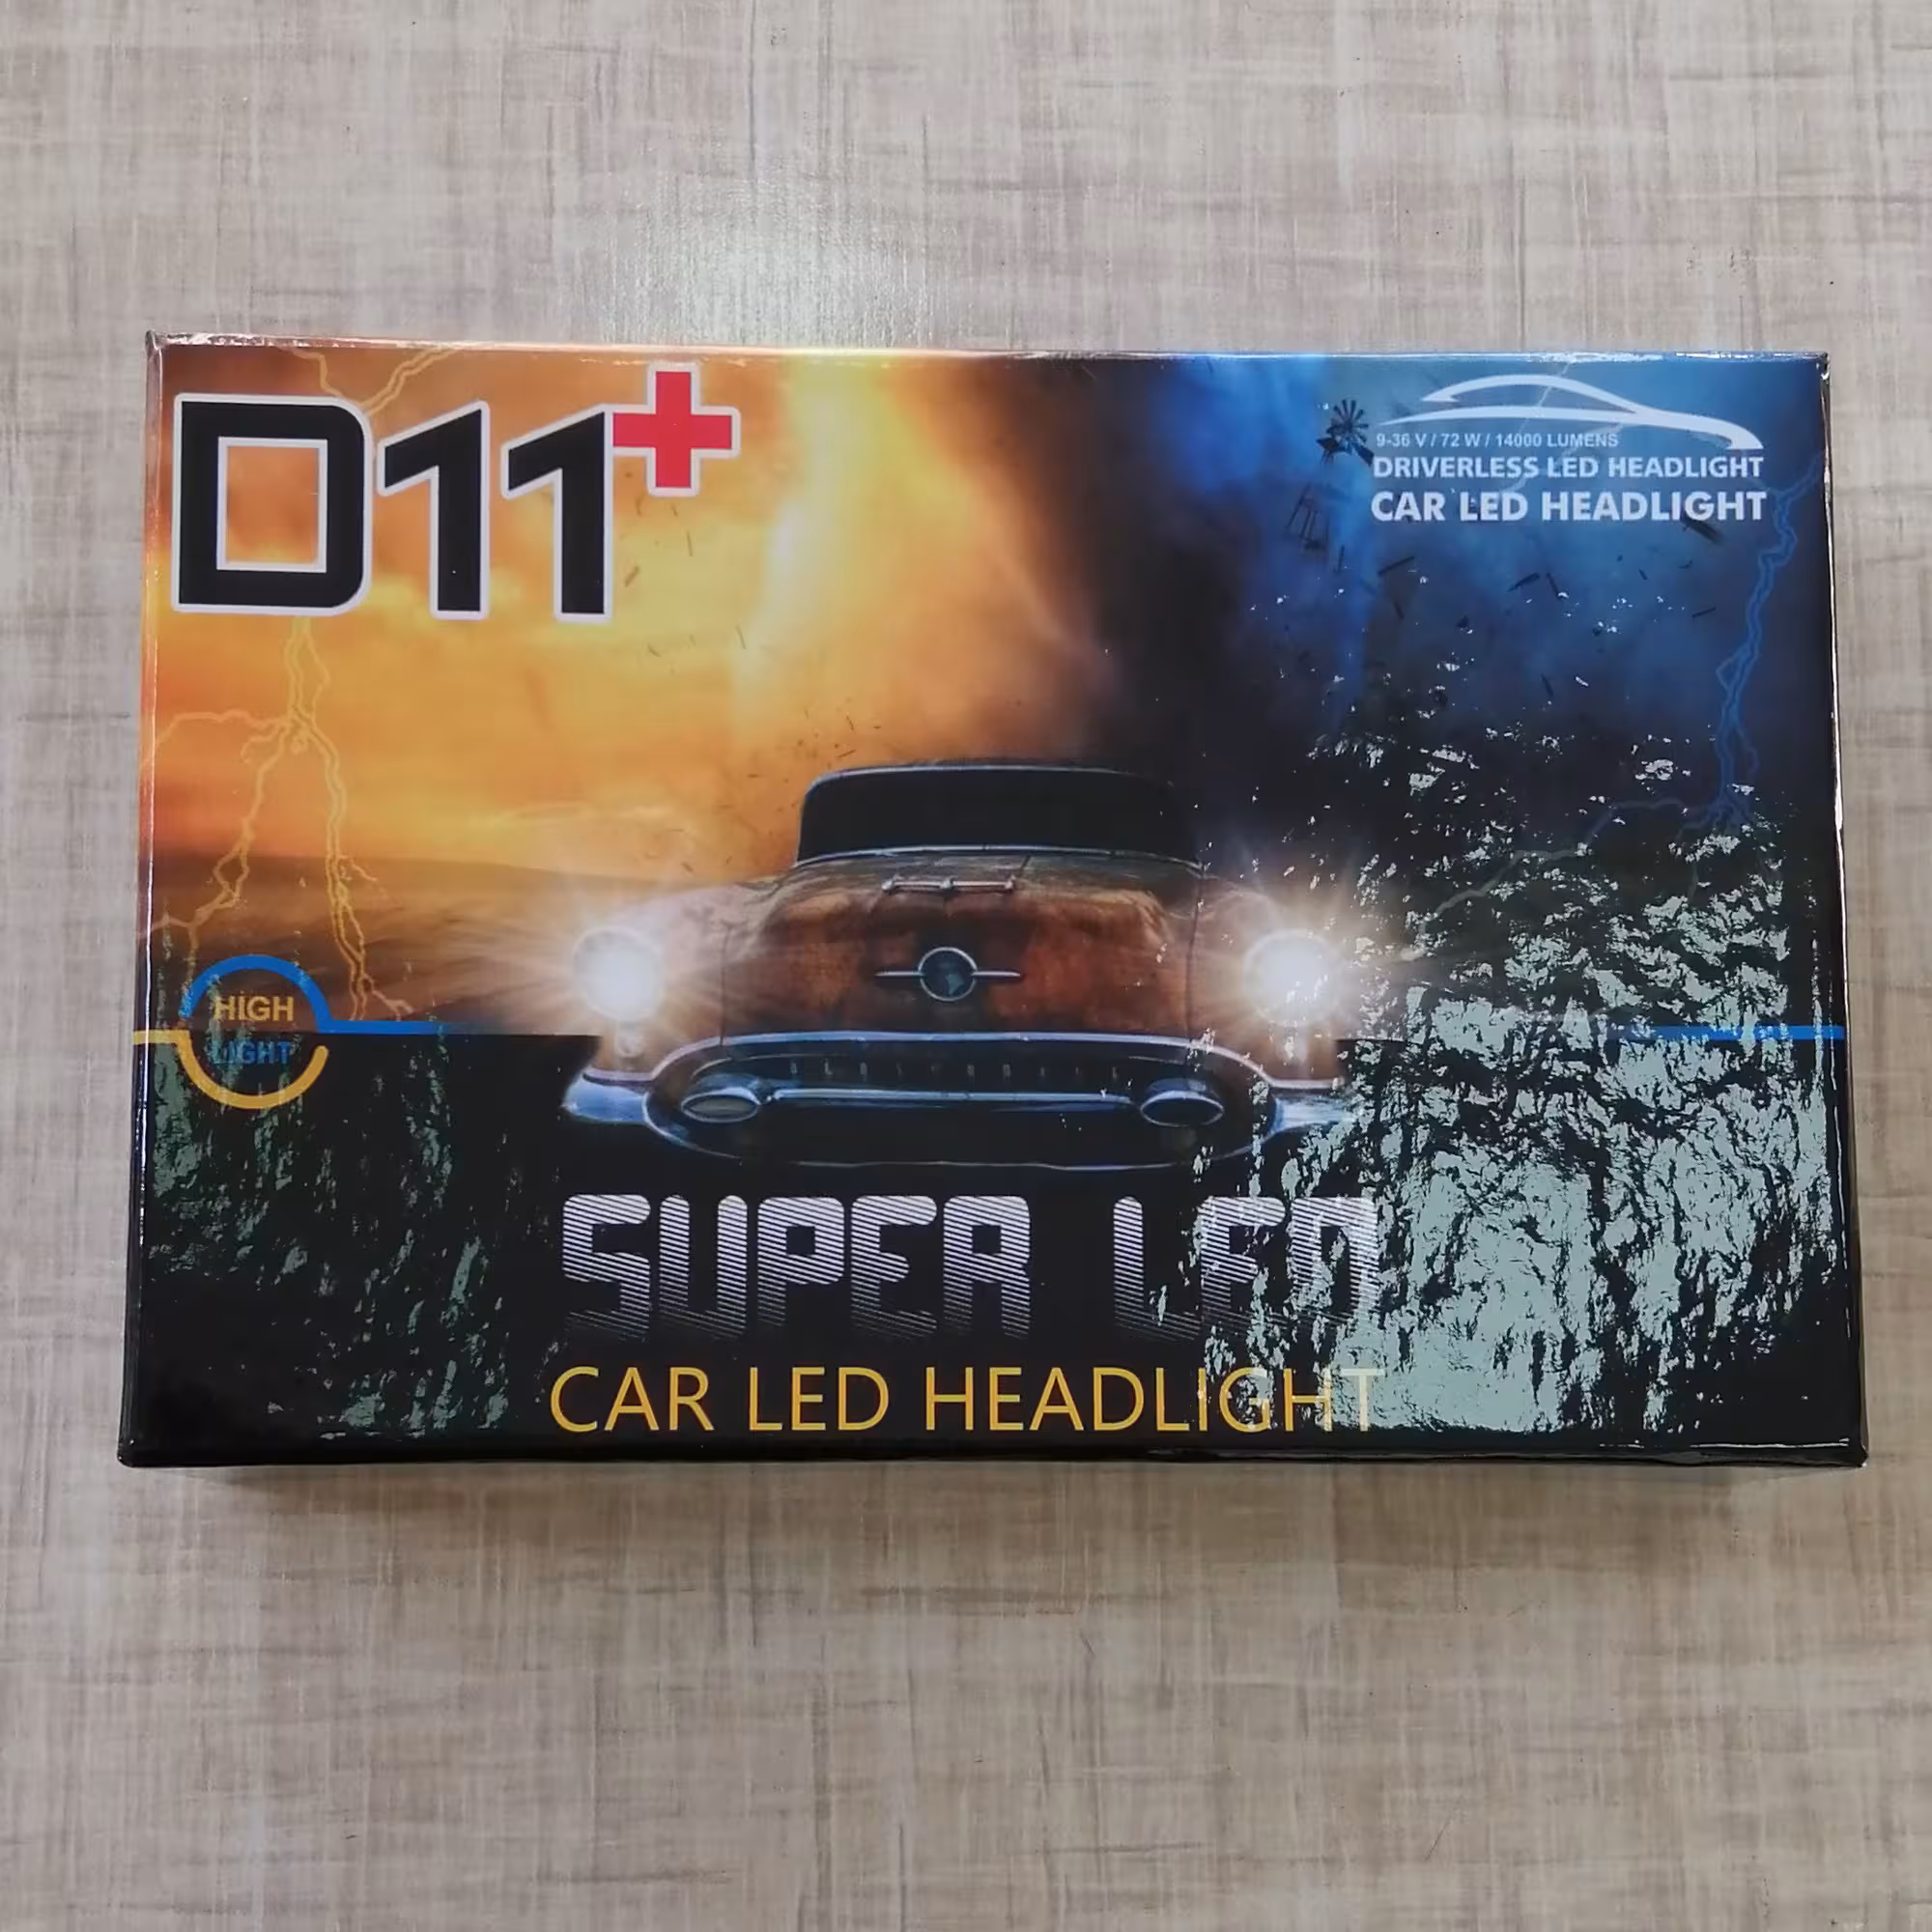 D11+
9-36 V / 72 W / 14000 LUMENS
DRIVERLESS LED HEADLIGHT
CAR LED HEADLIGHT
HIGH
LIGHT
OLDSMOBILE
SUPER LED
CAR LED HEADLIGHT